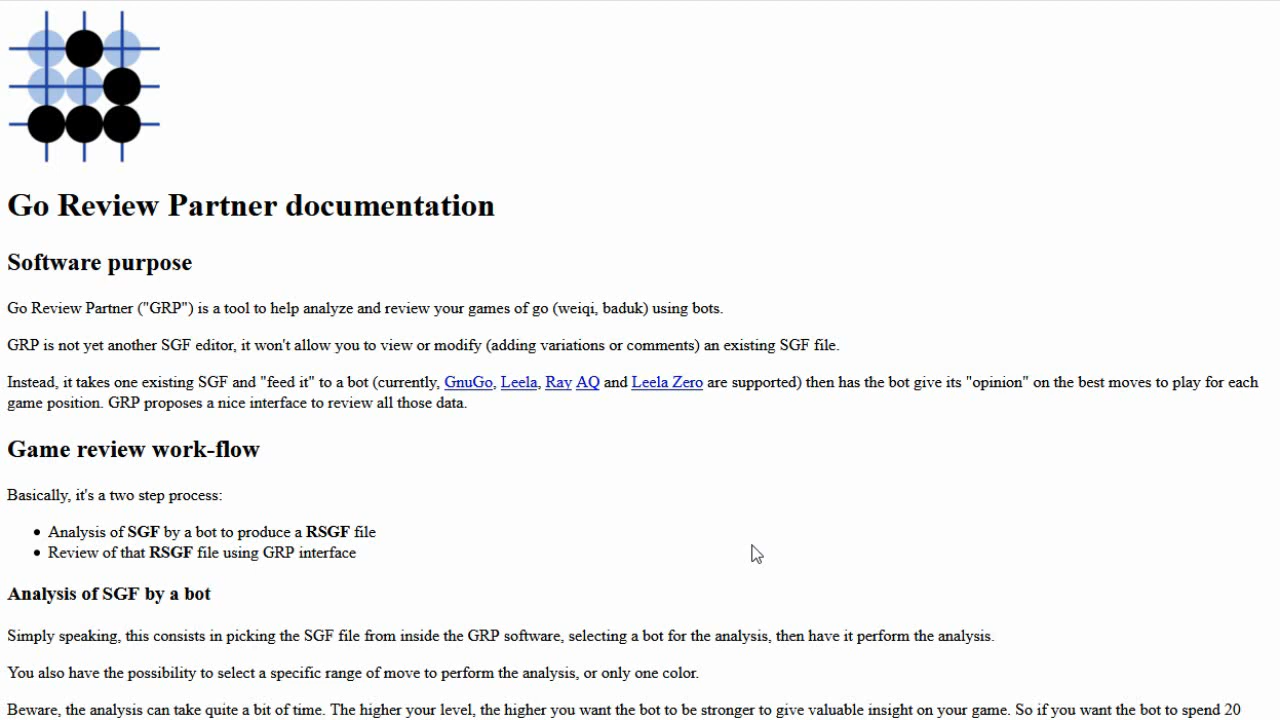 Go Review Partner documentation
Software purpose
Go Review Partner ("GRP") is a tool to help analyze and review your games of go (weiqi, baduk) using bots.
GRP is not yet another SGF editor, it won't allow you to view or modify (adding variations or comments) an existing SGF file.
Instead, it takes one existing SGF and "feed it" to a bot (currently, GnuGo, Leela, Ray AQ and Leela Zero are supported) then has the bot give its "opinion" on the best moves to play for each
game position. GRP proposes a nice interface to review all those data.
Game review work-flow
Basically, it's a two step process:
• Analysis of SGF by a bot to produce a RSGF file
• Review of that RSGF file using GRP interface
Analysis of SGF by a bot
Simply speaking, this consists in picking the SGF file from inside the GRP software, selecting a bot for the analysis, then have it perform the analysis.
You also have the possibility to select a specific range of move to perform the analysis, or only one color.
Beware, the analysis can take quite a bit of time. The higher your level, the higher you want the bot to be stronger to give valuable insight on your game. So if you want the bot to spend 20